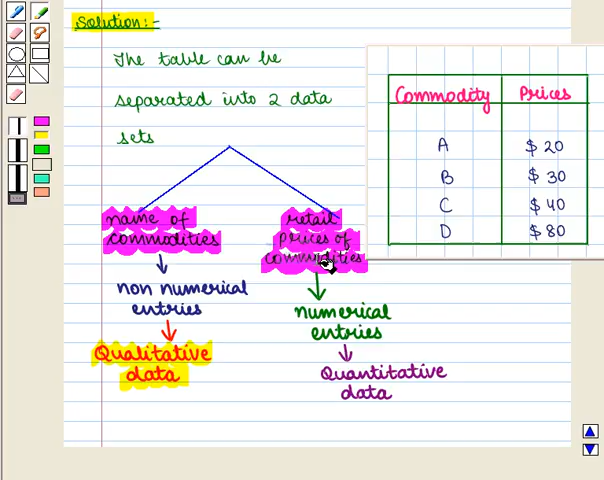 Solution:-
The table can be
separated into 2 data
sets
name of
commodities
non numerical
entries
Qualitative
data
retail
prices of
commodities
numerical
entries
Quantitative
data
Commodity Prices
A $ 20
B $ 30
C $ 40
D $ 80